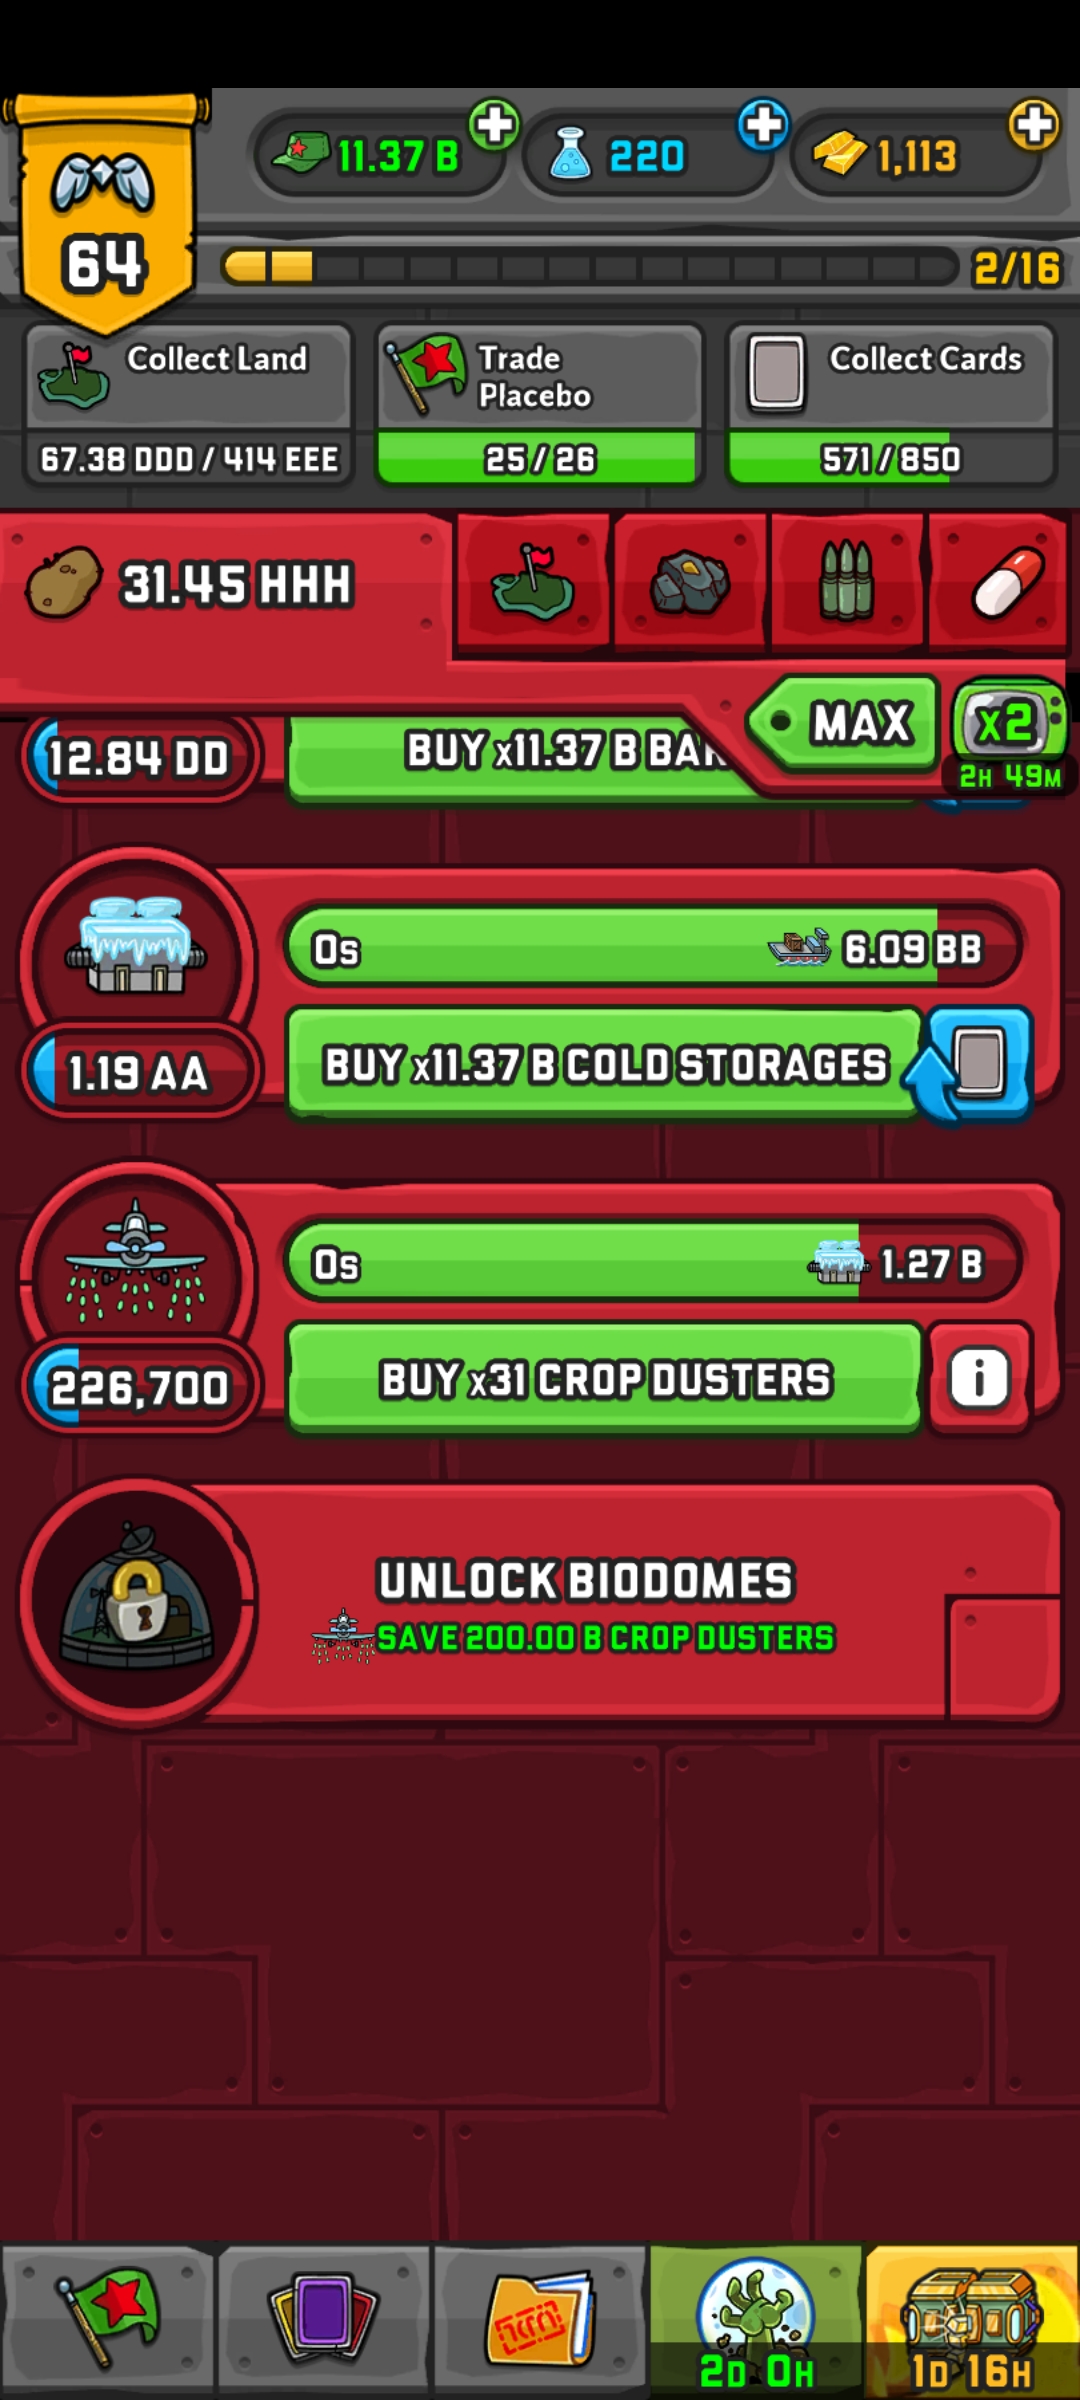 64
11.37 B
220
1,113
2/16
Collect Land
67.38 DDD / 414 EEE
Trade
Placebo
25 / 26
Collect Cards
571 / 850
31.45 HHH
MAX
X2
2H 49M
12.84 DD
BUY x11.37 B BAR
0s
6.09 BB
1.19 AA
BUY x11.37 B COLD STORAGES
0s
1.27 B
226,700
BUY x31 CROP DUSTERS
i
UNLOCK BIODOMES
SAVE 200.00 B CROP DUSTERS
2D 0H
1D 16H